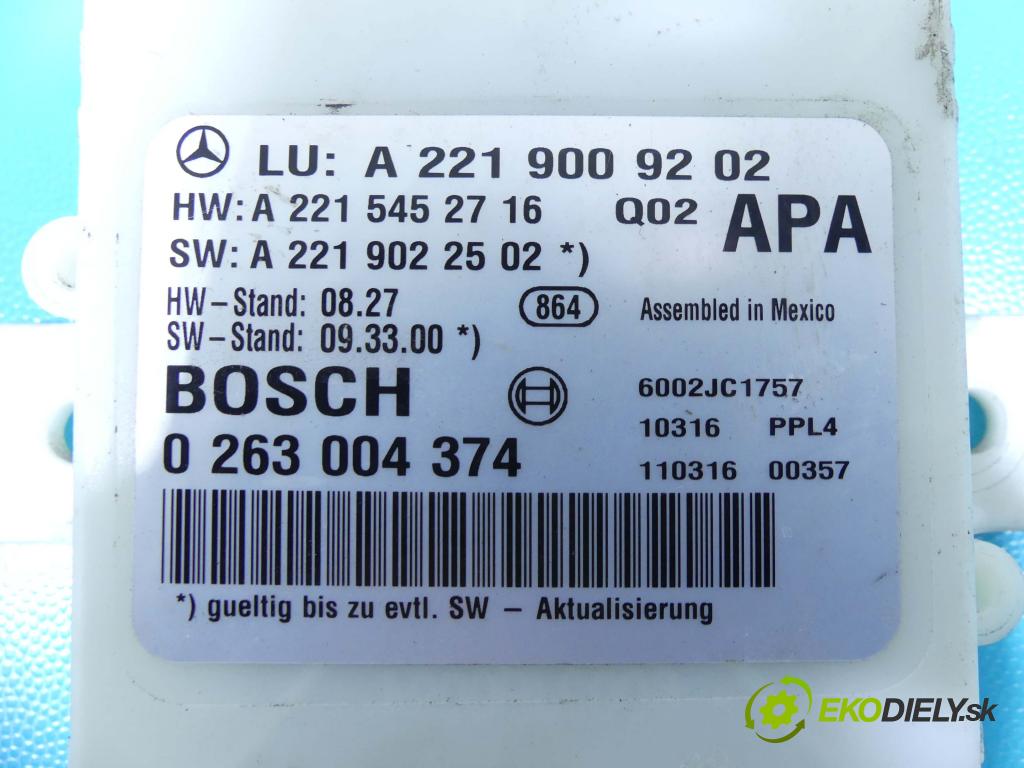 LU: A 221 900 92 02
HW: A 221 545 27 16 Q02 APA
SW: A 221 902 25 02 *)
HW-Stand: 08.27 864 Assembled in Mexico
SW-Stand: 09.33.00 *)
BOSCH 6002JC1757
10316 PPL4
0 263 004 374 110316 00357
*) gueltig bis zu evtl. SW - Aktualisierung
EKODIELY.sk